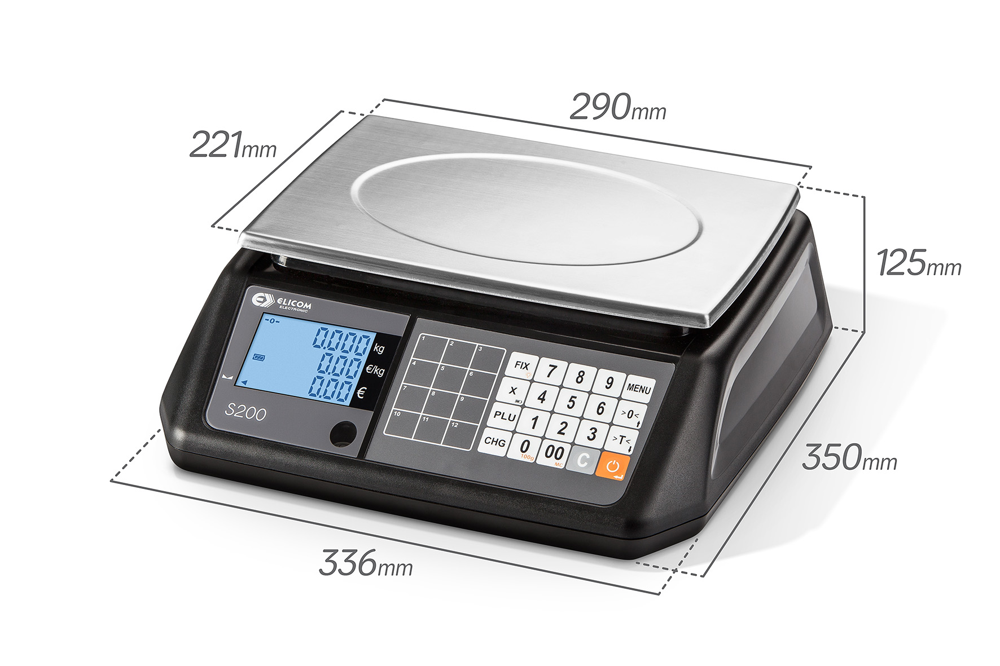 290mm
221mm
125mm
ELICOM
ELECTRONIC
→0←
0.000 kg
0.00 €/kg
0.00 €
S200
1 2 3
4 5 6
7 8 9
10 11 12
FIX 7 8 9 MENU
X 4 5 6 >0<
PLU 1 2 3 >T<
CHG 0 00 C
100g MC
350mm
336mm